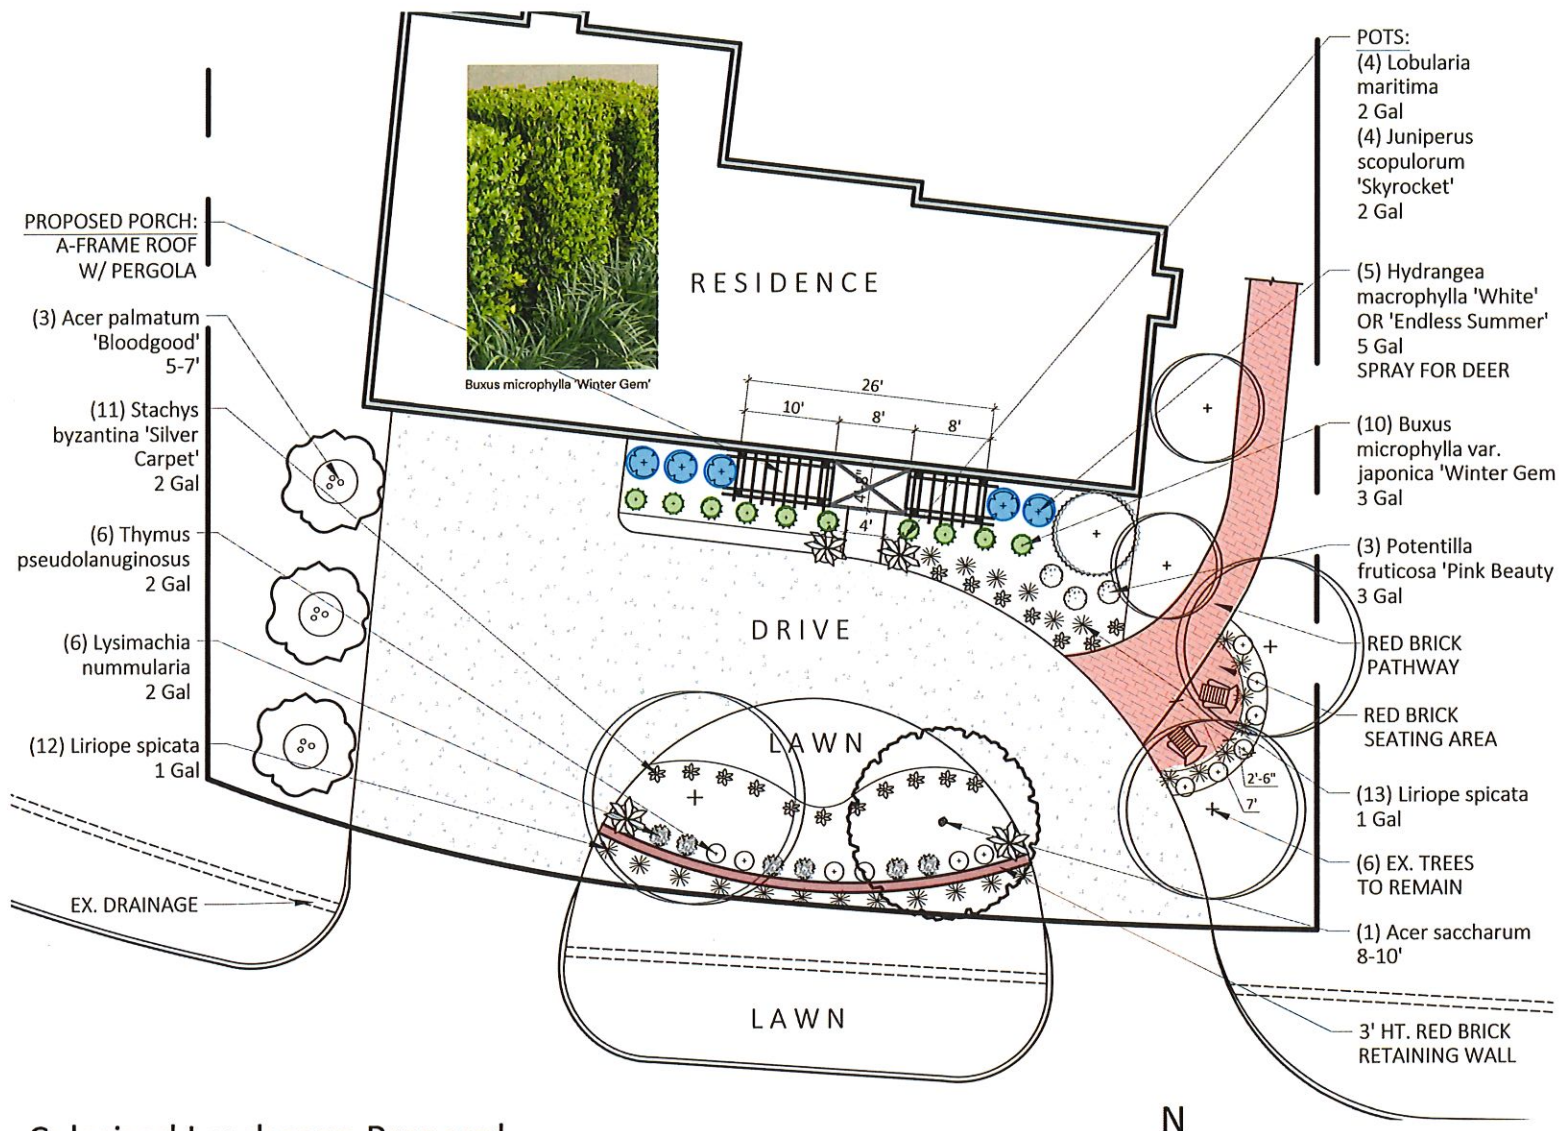 PROPOSED PORCH:
A-FRAME ROOF
W/ PERGOLA
(3) Acer palmatum
'Bloodgood'
5-7'
(11) Stachys
byzantina 'Silver
Carpet'
2 Gal
(6) Thymus
pseudolanuginosus
2 Gal
(6) Lysimachia
nummularia
2 Gal
(12) Liriope spicata
1 Gal
EX. DRAINAGE
Buxus microphylla 'Winter Gem'
RESIDENCE
26'
10'
8'
8'
4'-5"
4'
DRIVE
LAWN
LAWN
2'-6"
7'
POTS:
(4) Lobularia
maritima
2 Gal
(4) Juniperus
scopulorum
'Skyrocket'
2 Gal
(5) Hydrangea
macrophylla 'White'
OR 'Endless Summer'
5 Gal
SPRAY FOR DEER
(10) Buxus
microphylla var.
japonica 'Winter Gem
3 Gal
(3) Potentilla
fruticosa 'Pink Beauty
3 Gal
RED BRICK
PATHWAY
RED BRICK
SEATING AREA
(13) Liriope spicata
1 Gal
(6) EX. TREES
TO REMAIN
(1) Acer saccharum
8-10'
3' HT. RED BRICK
RETAINING WALL
N